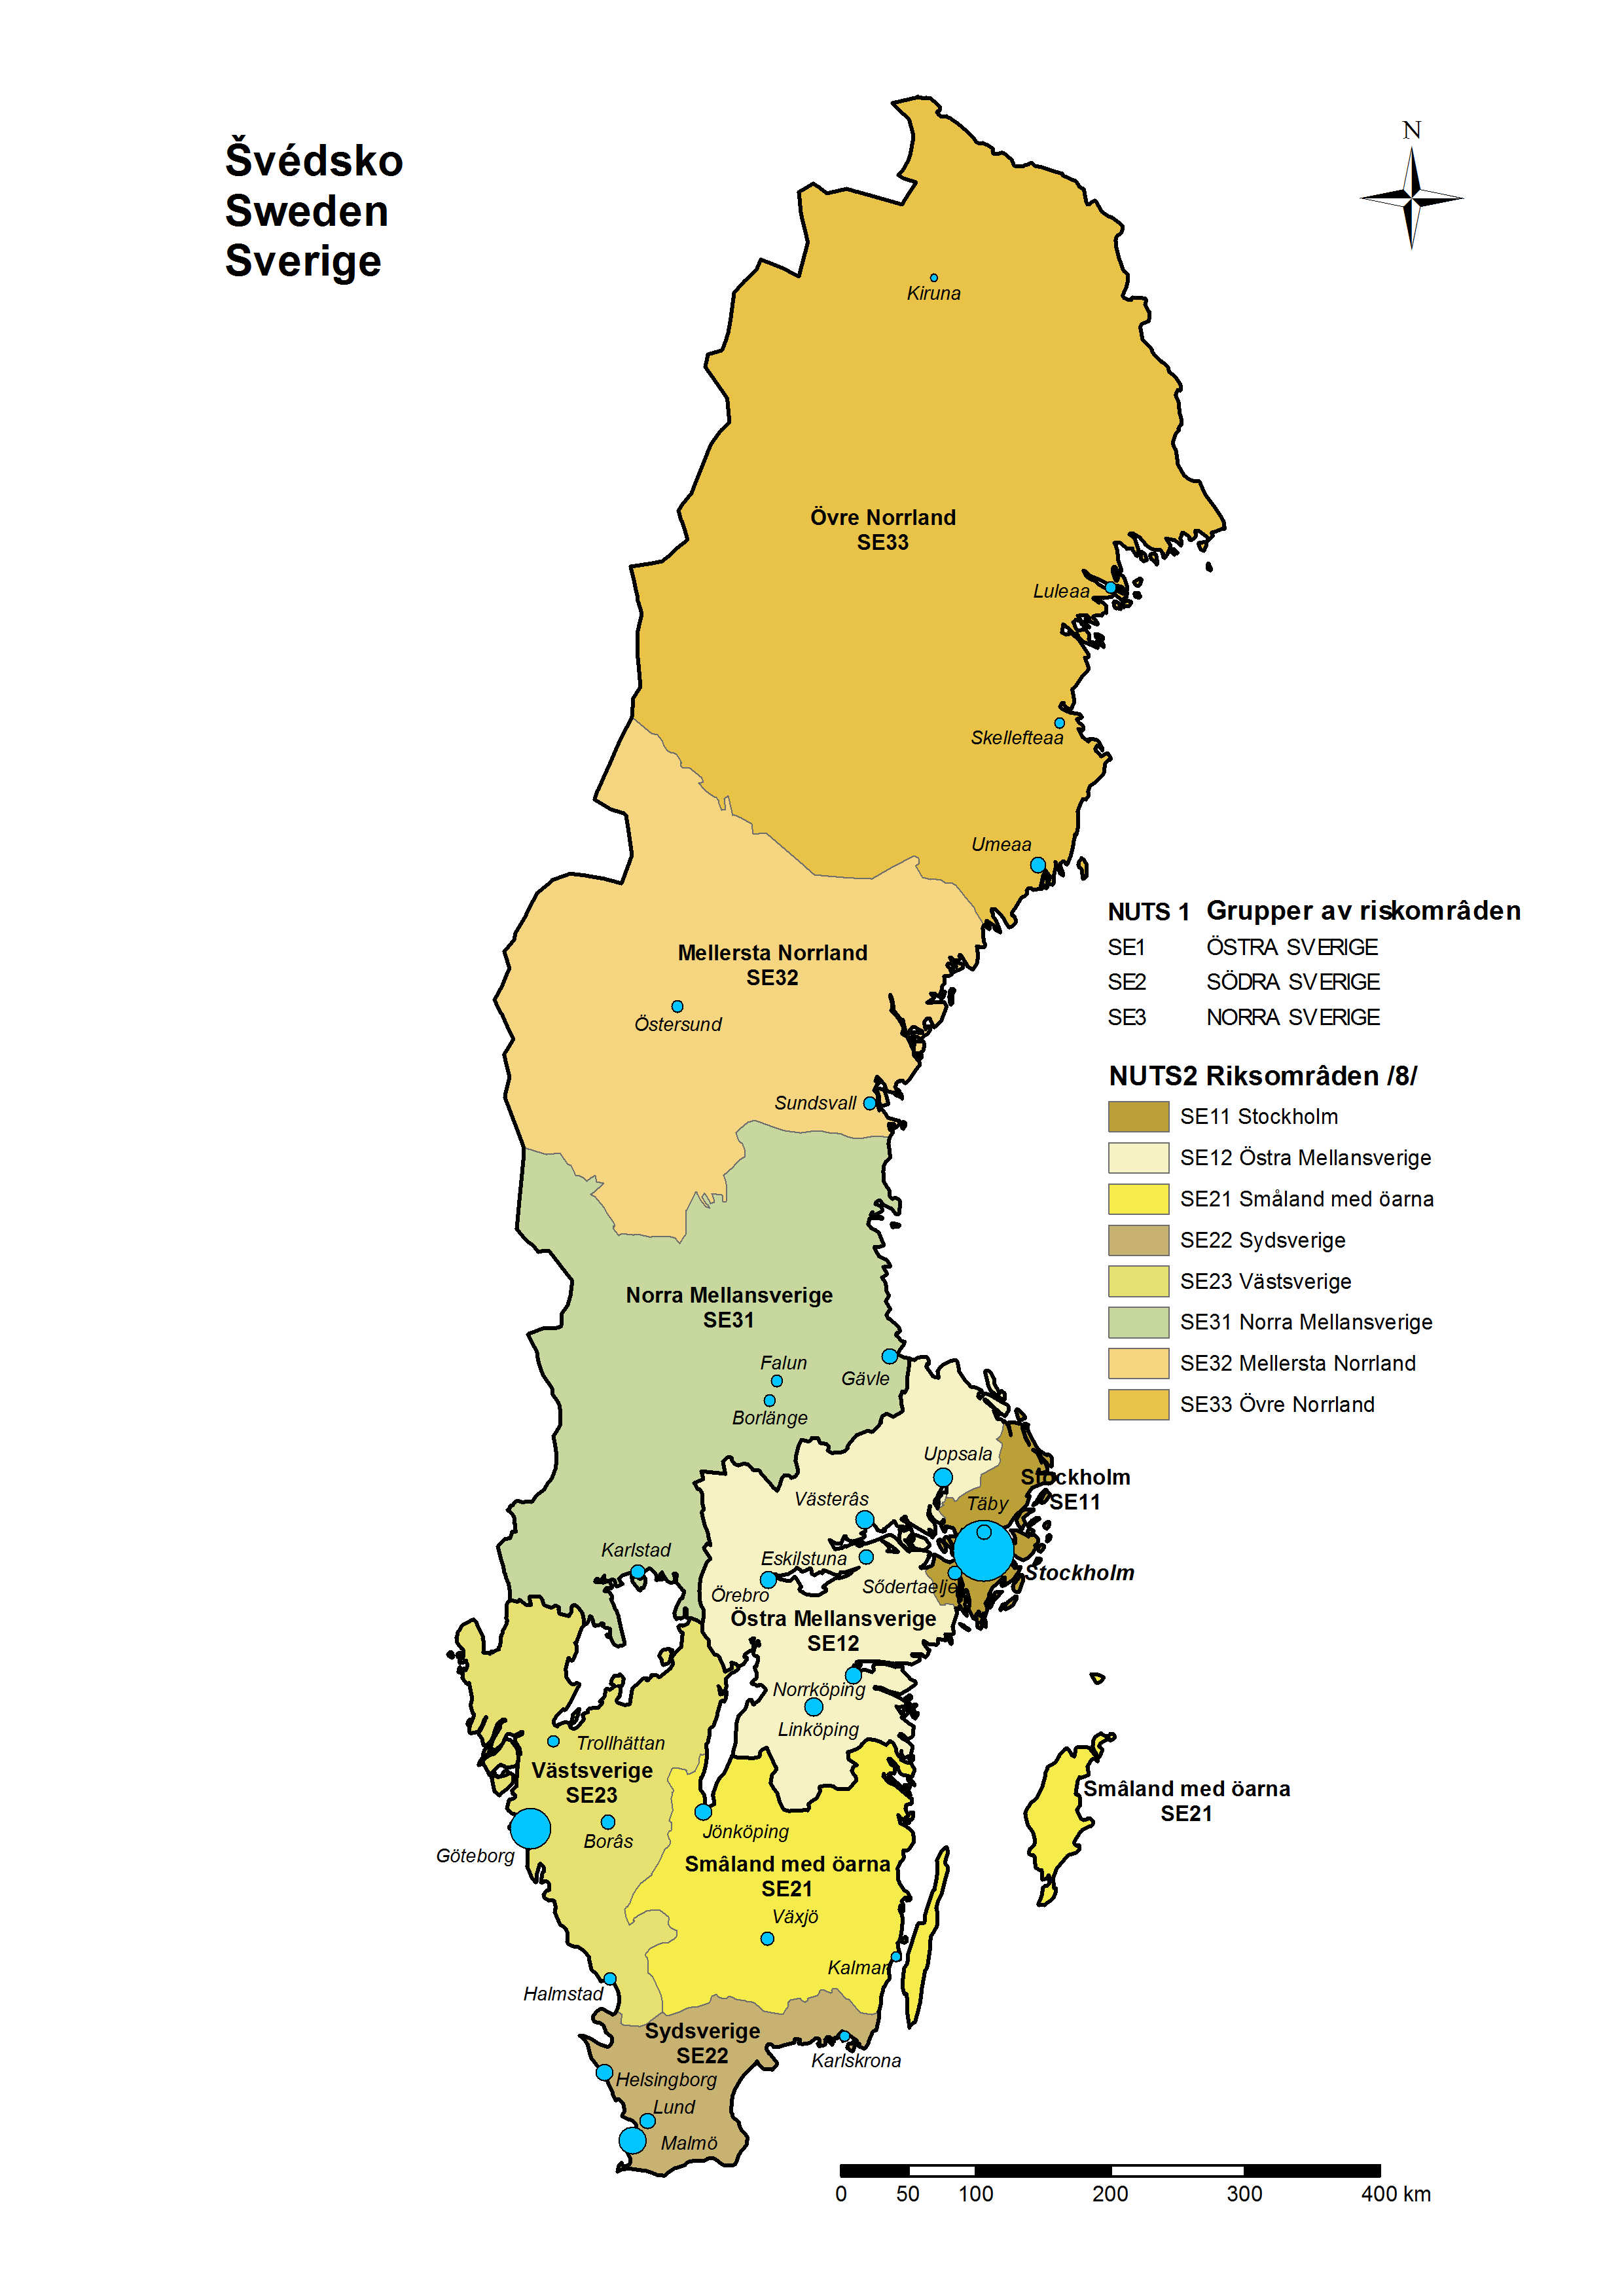 Švédsko
Sweden
Sverige
N
Kiruna
Övre Norrland
SE33
Luleaa
Skellefteaa
Umeaa
NUTS 1 Grupper av riskområden
SE1 ÖSTRA SVERIGE
SE2 SÖDRA SVERIGE
SE3 NORRA SVERIGE
Mellersta Norrland
SE32
Östersund
Sundsvall
NUTS2 Riksområden /8/
SE11 Stockholm
SE12 Östra Mellansverige
SE21 Småland med öarna
SE22 Sydsverige
SE23 Västsverige
SE31 Norra Mellansverige
SE32 Mellersta Norrland
SE33 Övre Norrland
Norra Mellansverige
SE31
Falun
Gävle
Borlänge
Uppsala
Stockholm
SE11
Västerâs
Täby
Karlstad
Eskilstuna
Stockholm
Södertaelje
Örebro
Östra Mellansverige
SE12
Norrköping
Linköping
Trollhättan
Västsverige
SE23
Småland med öarna
SE21
Jönköping
Borâs
Göteborg
Småland med öarna
SE21
Växjö
Kalmar
Halmstad
Sydsverige
SE22
Karlskrona
Helsingborg
Lund
Malmö
0 50 100 200 300 400 km